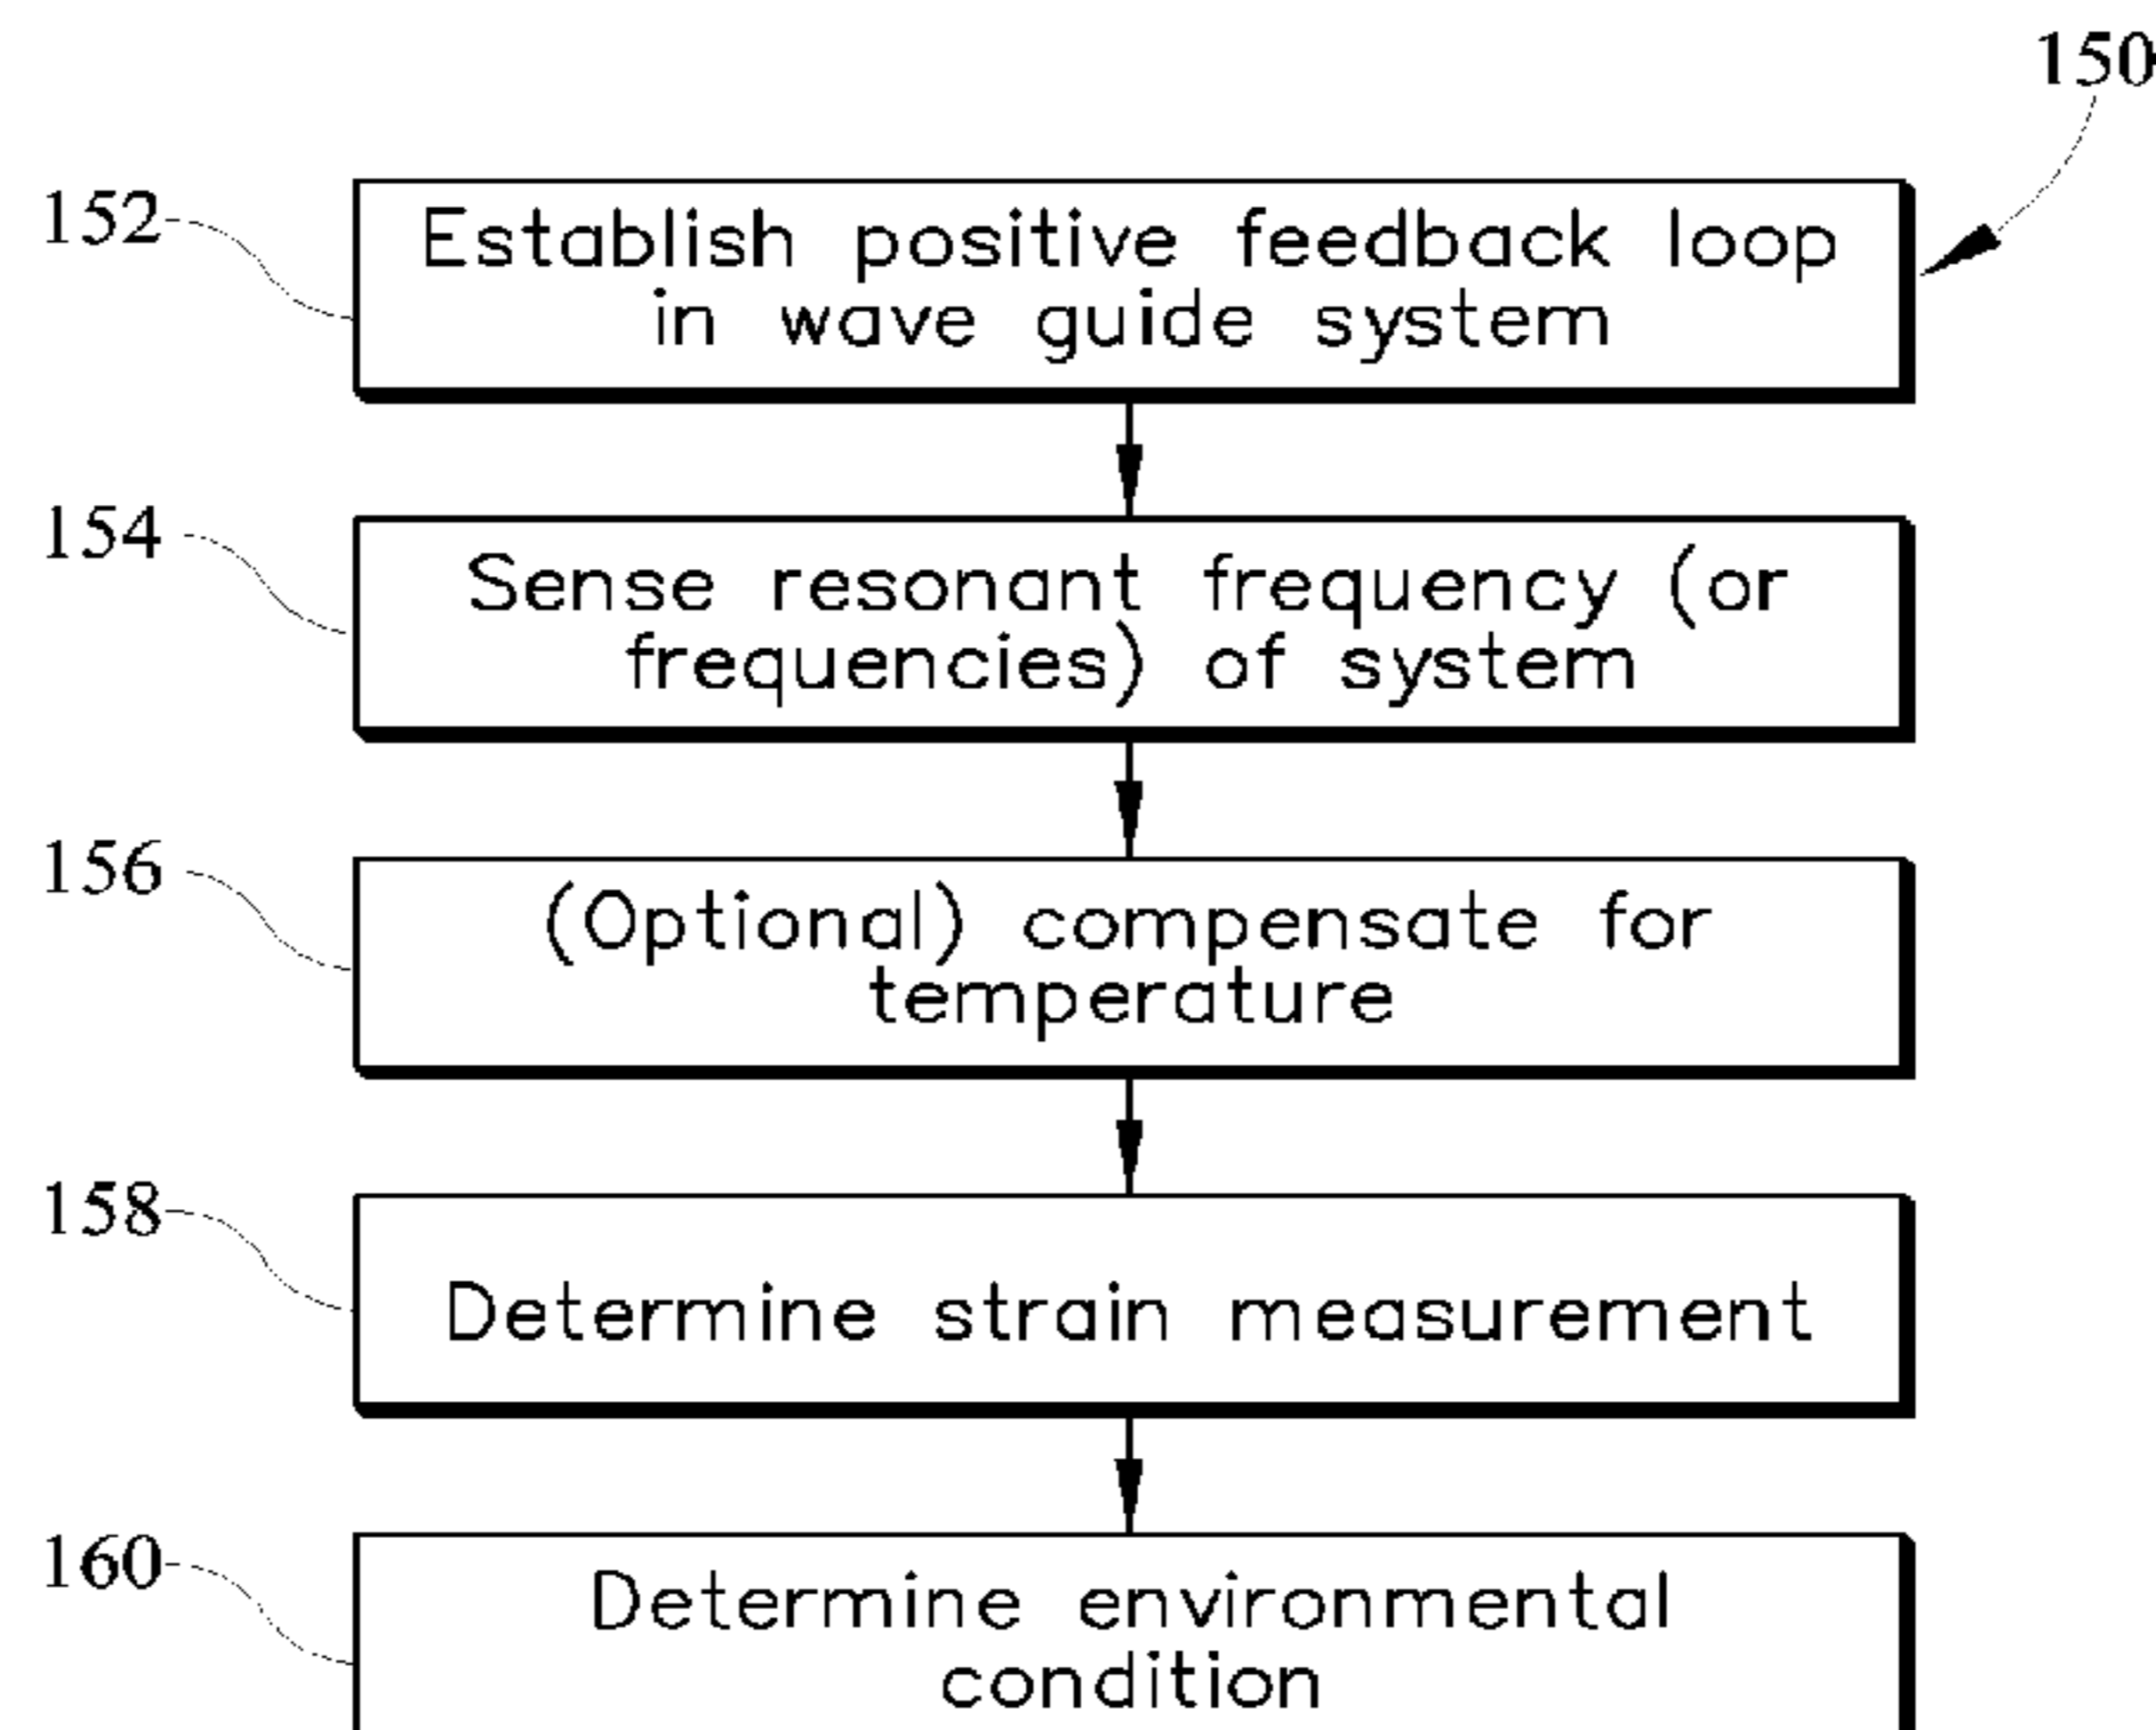 150
152
Establish positive feedback loop
in wave guide system
154
Sense resonant frequency (or
frequencies) of system
156
(Optional) compensate for
temperature
158
Determine strain measurement
160
Determine environmental
condition